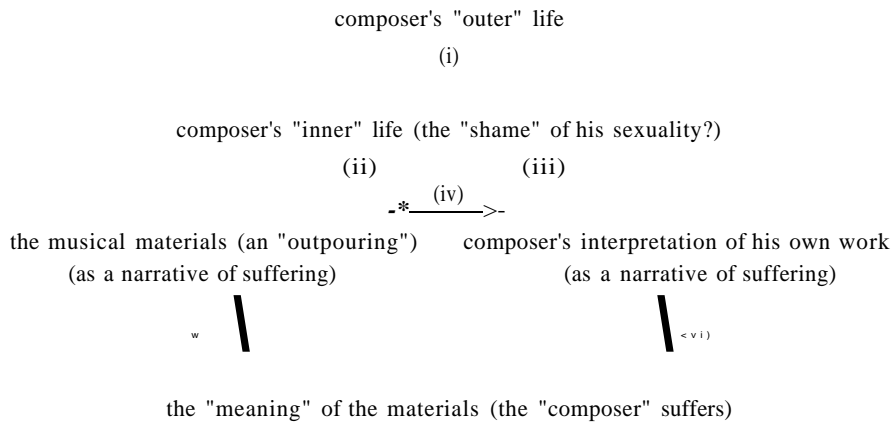 composer's "outer" life
(i)
composer's "inner" life (the "shame" of his sexuality?)
(ii) (iii)
(iv)
-* >-
the musical materials (an "outpouring") composer's interpretation of his own work
(as a narrative of suffering) (as a narrative of suffering)
w <vi)
the "meaning" of the materials (the "composer" suffers)